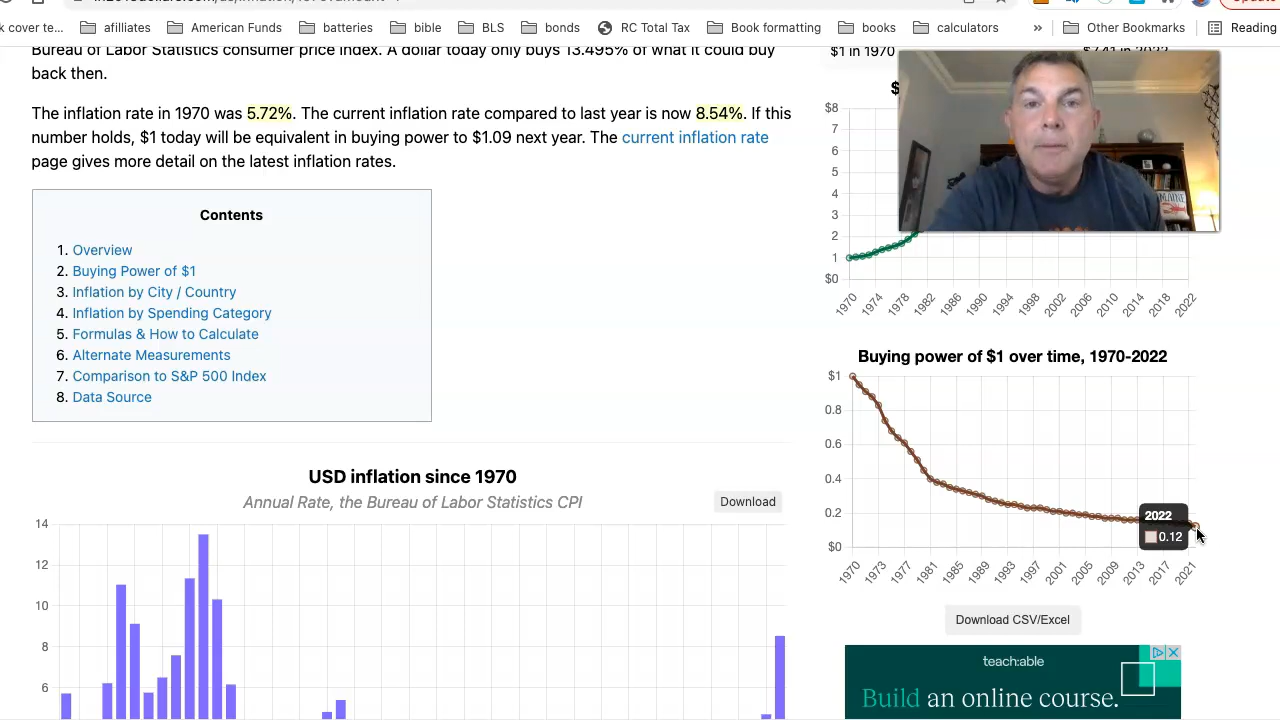 k cover te... afiliates American Funds batteries bible BLS bonds RC Total Tax Book formatting books calculators » Other Bookmarks Reading
Bureau of Labor Statistics consumer price index. A dollar today only buys 13.495% of what it could buy
back then.
The inflation rate in 1970 was 5.72%. The current inflation rate compared to last year is now 8.54%. If this
number holds, $1 today will be equivalent in buying power to $1.09 next year. The current inflation rate
page gives more detail on the latest inflation rates.
Contents
1. Overview
2. Buying Power of $1
3. Inflation by City / Country
4. Inflation by Spending Category
5. Formulas & How to Calculate
6. Alternate Measurements
7. Comparison to S&P 500 Index
8. Data Source
USD inflation since 1970
Annual Rate, the Bureau of Labor Statistics CPI
Download
14
12
10
8
6
$1 in 1970
$7.41 in 2022
$
$8
7
6
5
4
3
2
1
$0
1970 1974 1978 1982 1986 1990 1994 1998 2002 2006 2010 2014 2018 2022
MAINE
Buying power of $1 over time, 1970-2022
$1
0.8
0.6
0.4
0.2
$0
2022
0.12
1970 1973 1977 1981 1985 1989 1993 1997 2001 2005 2009 2013 2017 2021
Download CSV/Excel
teach:able
Build an online course.